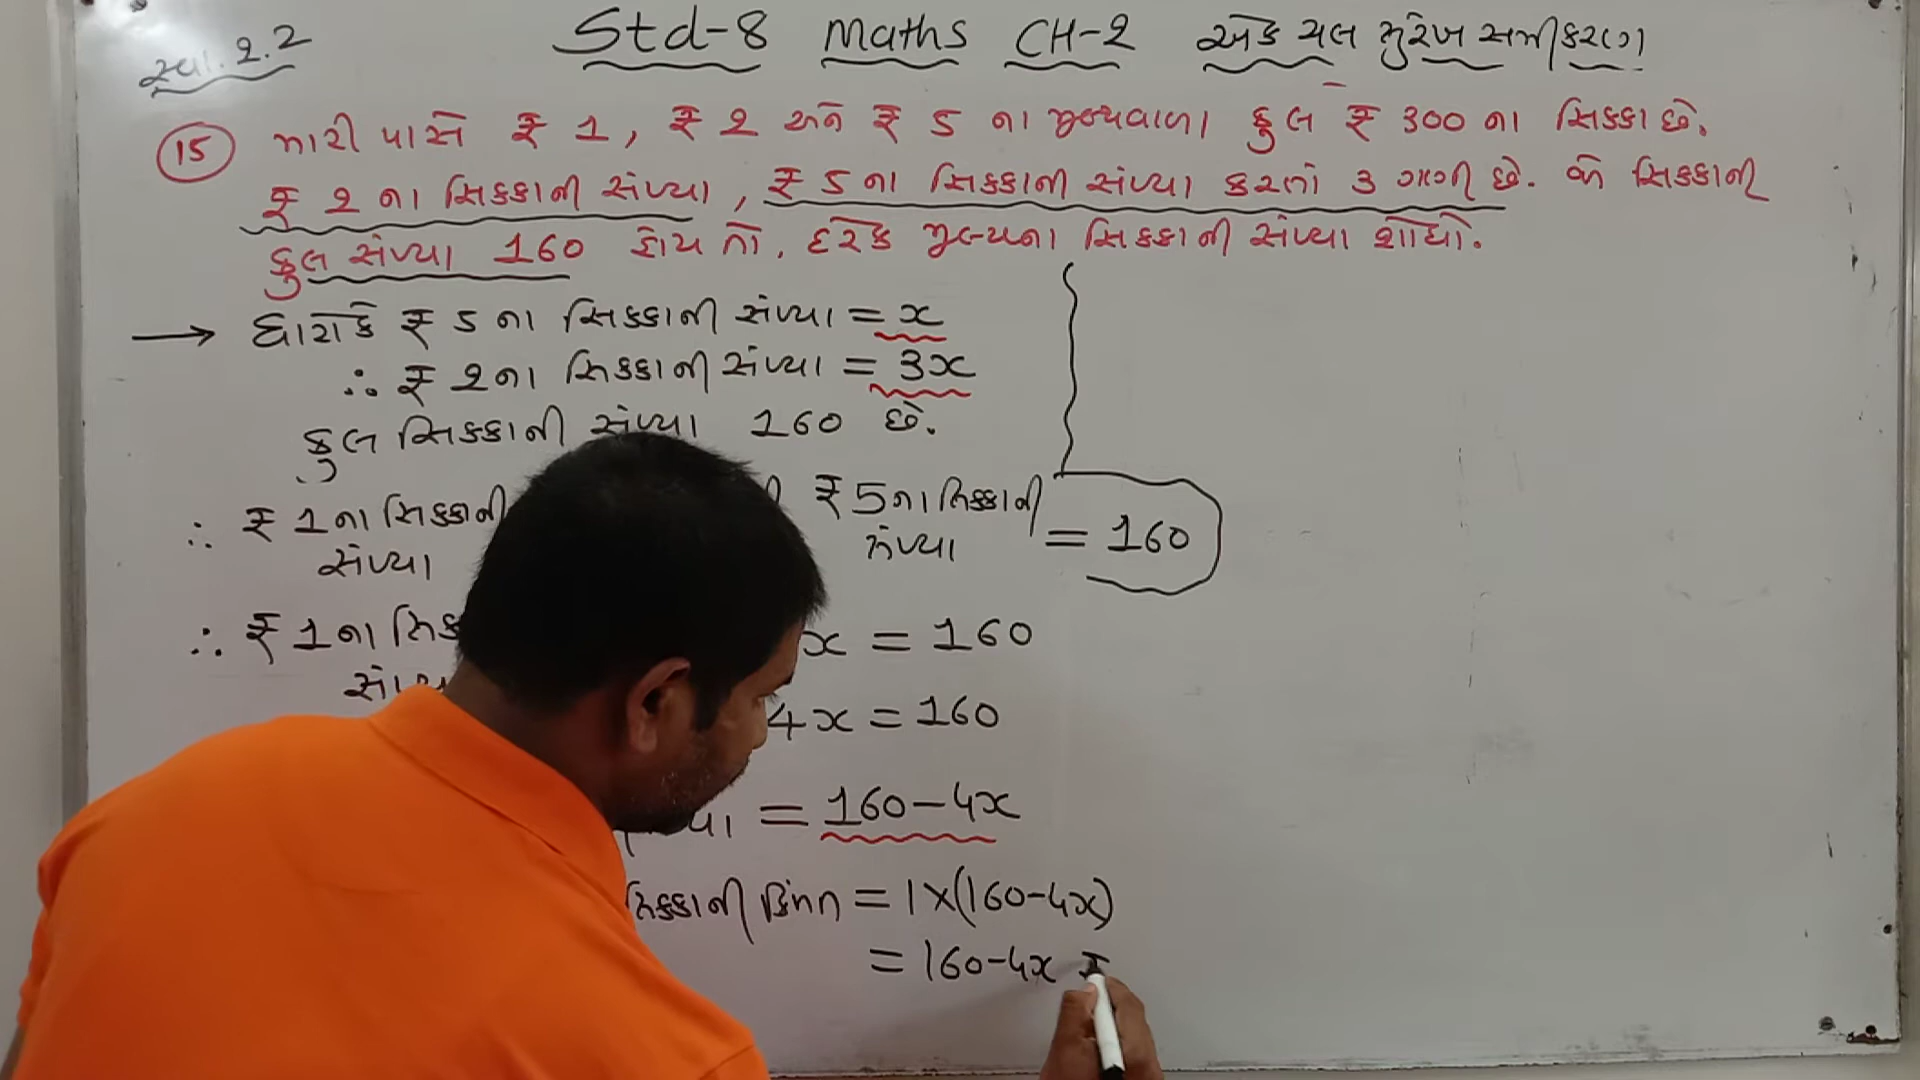 સ્વા. 2.2
Std-8 Maths CH-2 એક ચલ સુરેખ સમીકરણ
15 મારી પાસે ₹ 1, ₹ 2 અને ₹ 5 ના મૂલ્યવાળા કુલ ₹ 300 ના સિક્કા છે.
₹ 2 ના સિક્કાની સંખ્યા, ₹ 5 ના સિક્કાની સંખ્યા કરતાં 3 ગણી છે. જો સિક્કાની
કુલ સંખ્યા 160 હોય તો, દરેક મૂલ્યના સિક્કાની સંખ્યા શોધો.
→ ધારોકે ₹ 5 ના સિક્કાની સંખ્યા = x
∴ ₹ 2 ના સિક્કાની સંખ્યા = 3x
કુલ સિક્કાની સંખ્યા 160 છે.
∴ ₹ 1 ના સિક્કાની ₹ 5 ના સિક્કાની
સંખ્યા સંખ્યા = 160
∴ ₹ 1 ના x = 160
4x = 160
= 160 - 4x
સિક્કાની કિંમત = 1 × (160 - 4x)
= 160 - 4x ₹